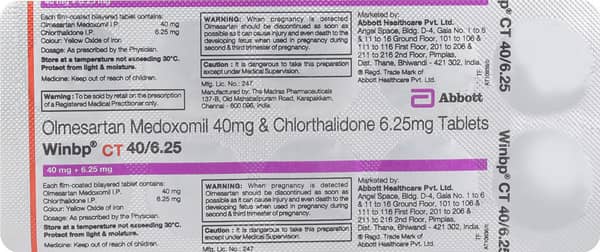 40 mg + 6.25 mg
Each film-coated bilayered tablet contains:
Olmesartan Medoxomil I.P. 40 mg
Chlorthalidone I.P. 6.25 mg
Colour: Yellow Oxide of Iron
Dosage: As prescribed by the Physician.
Store at a temperature not exceeding 30°C.
Protect from light & moisture.
Medicine: Keep out of reach of children.
Warning : To be sold by retail on the prescription
of a Registered Medical Practitioner only.
WARNING: When pregnancy is detected
Olmesartan should be discontinued as soon as
possible as it can cause injury and even death to the
developing fetus when used in pregnancy during
second & third trimester of pregnancy.
Caution : It is dangerous to take this preparation
except under Medical Supervision.
Mfg. Lic. No.: 247
Manufactured by: The Madras Pharmaceuticals
137-B, Old Mahabalipuram Road, Karapakkam,
Chennai - 600 096, India.
Marketed by:
Abbott Healthcare Pvt. Ltd.
Angel Space, Bldg. D-4, Gala No. 1 to 6
& 111 to 16 Ground Floor, 101 to 106 &
111 to 116 First Floor, 201 to 206 &
211 to 216 2nd Floor, Pimplas,
Dist. Thane, Bhiwandi - 421 302, India.
® Regd. Trade Mark of
Abbott Healthcare Pvt. Ltd.
Abbott
Olmesartan Medoxomil 40mg & Chlorthalidone 6.25mg Tablets
Winbp® CT 40/6.25
40 mg + 6.25 mg
Each film-coated bilayered tablet contains:
Olmesartan Medoxomil I.P. 40 mg
Chlorthalidone I.P. 6.25 mg
Colour: Yellow Oxide of Iron
Dosage: As prescribed by the Physician.
Store at a temperature not exceeding 30°C.
Protect from light & moisture.
Medicine: Keep out of reach of children.
WARNING: When pregnancy is detected
Olmesartan should be discontinued as soon as
possible as it can cause injury and even death to the
developing fetus when used in pregnancy during
second & third trimester of pregnancy.
Caution : It is dangerous to take this preparation
except under Medical Supervision.
Mfg. Lic. No.: 247
Marketed by:
Abbott Healthcare Pvt. Ltd.
Angel Space, Bldg. D-4, Gala No. 1 to 6
& 111 to 16 Ground Floor, 101 to 106 &
111 to 116 First Floor, 201 to 206 &
211 to 216 2nd Floor, Pimplas,
Dist. Thane, Bhiwandi - 421 302, India.
® Regd. Trade Mark of
Abbott Healthcare Pvt. Ltd.
CT 40/6.25
Winbp® CT 40/6.25